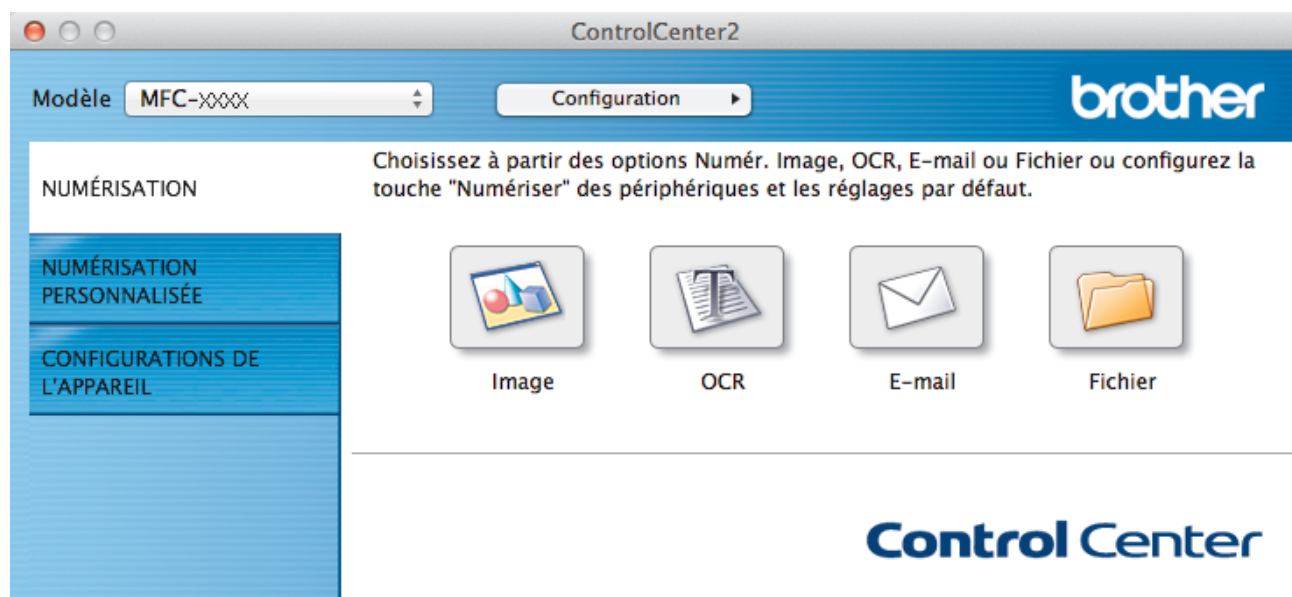 ControlCenter2
Modèle MFC-XXXX Configuration
brother
NUMÉRISATION
NUMÉRISATION
PERSONNALISÉE
CONFIGURATIONS DE
L'APPAREIL
Choisissez à partir des options Numér. Image, OCR, E-mail ou Fichier ou configurez la
touche "Numériser" des périphériques et les réglages par défaut.
Image OCR E-mail Fichier
Control Center